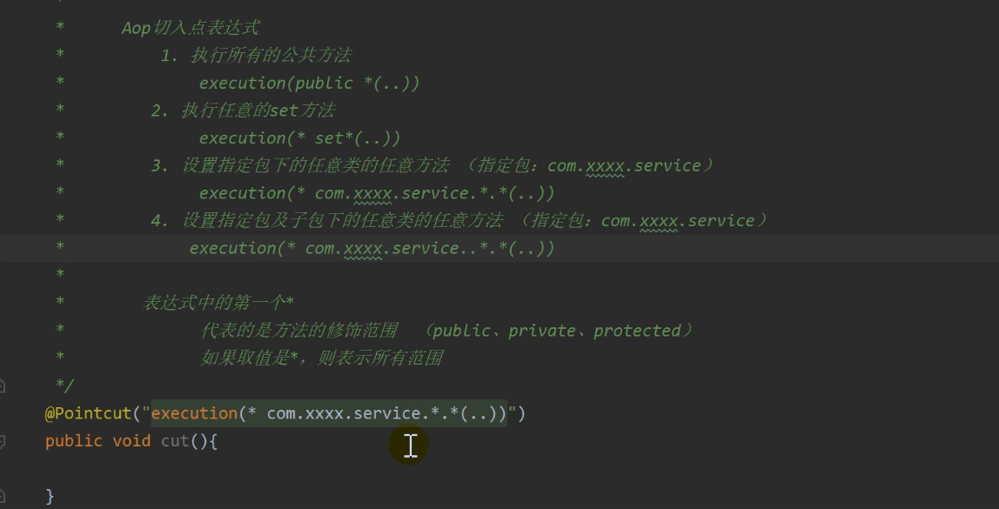 *
* Aop切入点表达式
* 1. 执行所有的公共方法
* execution(public *(..))
* 2. 执行任意的set方法
* execution(* set*(..))
* 3. 设置指定包下的任意类的任意方法 （指定包：com.xxxx.service）
* execution(* com.xxxx.service.*.*(..))
* 4. 设置指定包及子包下的任意类的任意方法 （指定包：com.xxxx.service）
* execution(* com.xxxx.service..*.*(..))
*
* 表达式中的第一个*
* 代表的是方法的修饰范围 （public、private、protected）
* 如果取值是*，则表示所有范围
*/
@Pointcut("execution(* com.xxxx.service.*.*(..))")
public void cut(){
}